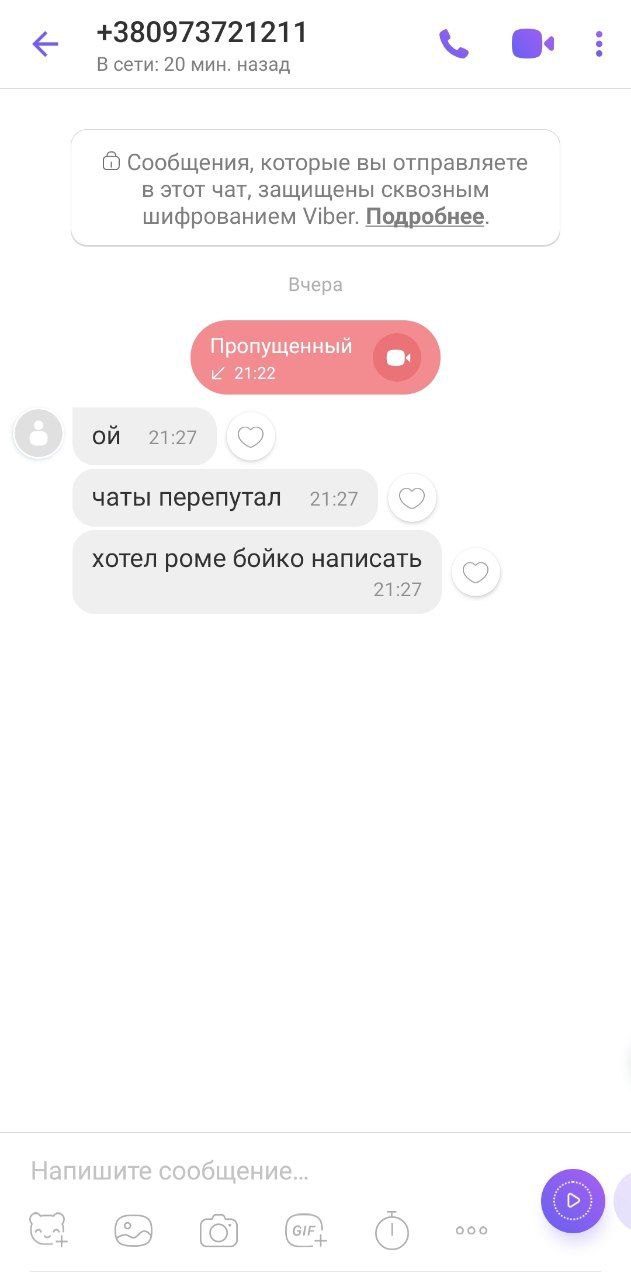 +380973721211
В сети: 20 мин. назад
Сообщения, которые вы отправляете
в этот чат, защищены сквозным
шифрованием Viber. Подробнее.
Вчера
Пропущенный
21:22
ой 21:27
чаты перепутал 21:27
хотел роме бойко написать
21:27
Напишите сообщение...
GIF